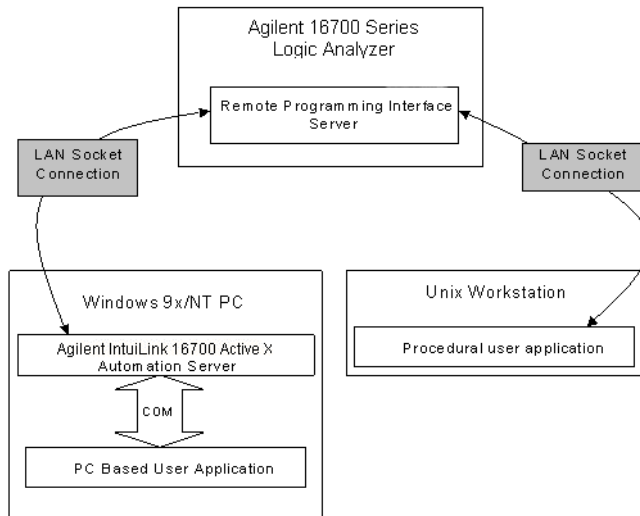 Agilent 16700 Series
Logic Analyzer
Remote Programming Interface
Server
LAN Socket
Connection
LAN Socket
Connection
Windows 9x/NT PC
Agilent IntuiLink 16700 Active X
Automation Server
COM
PC Based User Application
Unix Workstation
Procedural user application